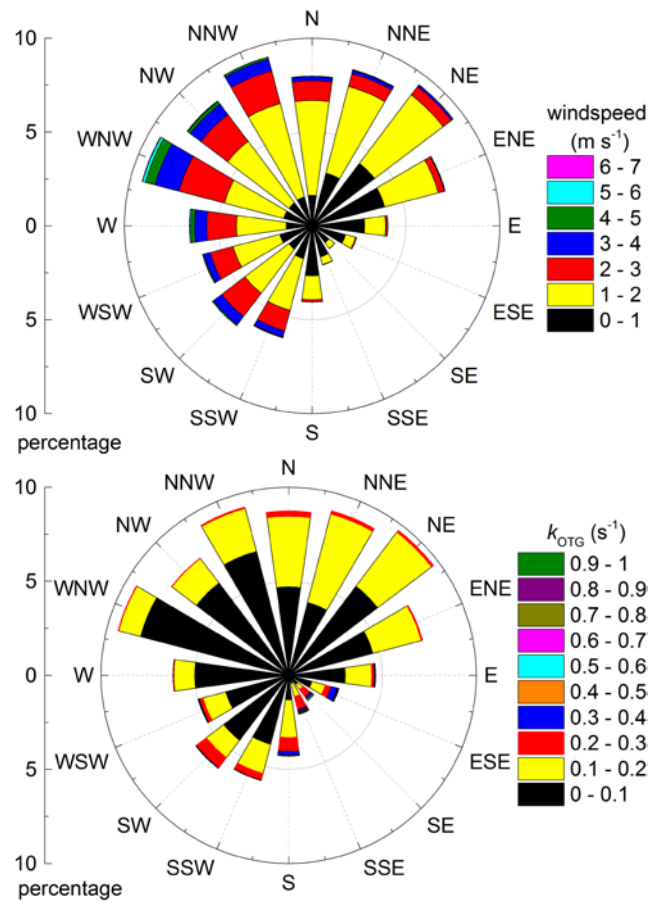 N
NNW
NNE
NW
NE
WNW
ENE
W
E
WSW
ESE
SW
SE
SSW
SSE
S
10
5
0
5
10
percentage
windspeed
(m s⁻¹)
6 - 7
5 - 6
4 - 5
3 - 4
2 - 3
1 - 2
0 - 1
N
NNW
NNE
NW
NE
WNW
ENE
W
E
WSW
ESE
SW
SE
SSW
SSE
S
10
5
0
5
10
percentage
kOTG (s⁻¹)
0.9 - 1
0.8 - 0.9
0.7 - 0.8
0.6 - 0.7
0.5 - 0.6
0.4 - 0.5
0.3 - 0.4
0.2 - 0.3
0.1 - 0.2
0 - 0.1